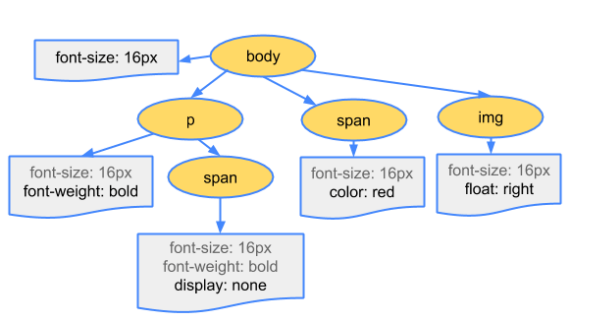 font-size: 16px
body
p
span
img
font-size: 16px
font-weight: bold
span
font-size: 16px
color: red
font-size: 16px
float: right
font-size: 16px
font-weight: bold
display: none